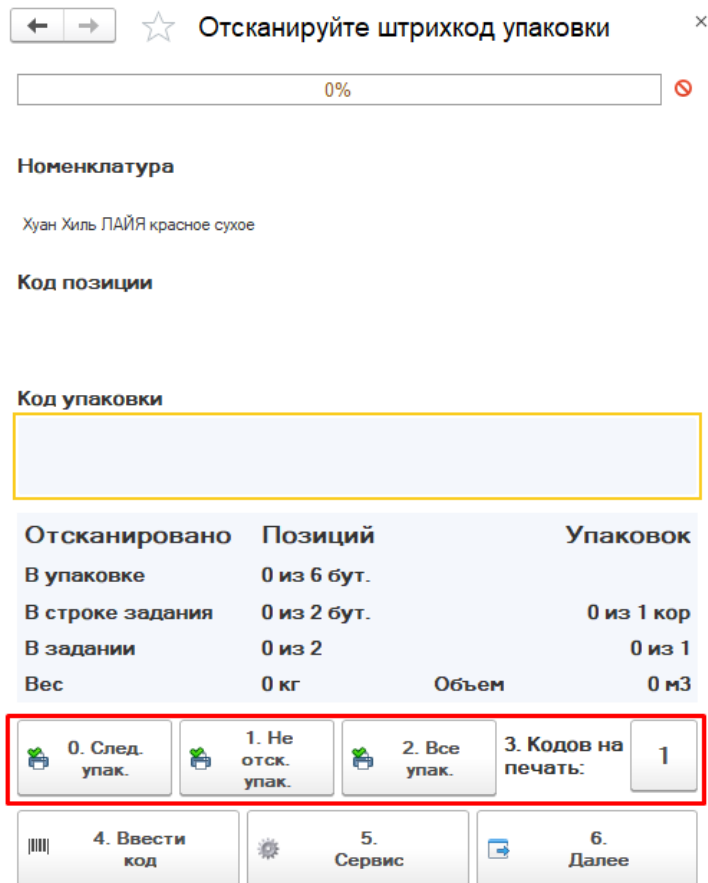 Отсканируйте штрихкод упаковки
0%
Номенклатура
Хуан Хиль ЛАЙЯ красное сухое
Код позиции
Код упаковки
Отсканировано Позиций Упаковок
В упаковке 0 из 6 бут.
В строке задания 0 из 2 бут. 0 из 1 кор
В задании 0 из 2 0 из 1
Вес 0 кг Объем 0 м3
0. След.
упак.
1. Не
отск.
упак.
2. Все
упак.
3. Кодов на
печать:
1
4. Ввести
код
5.
Сервис
6.
Далее